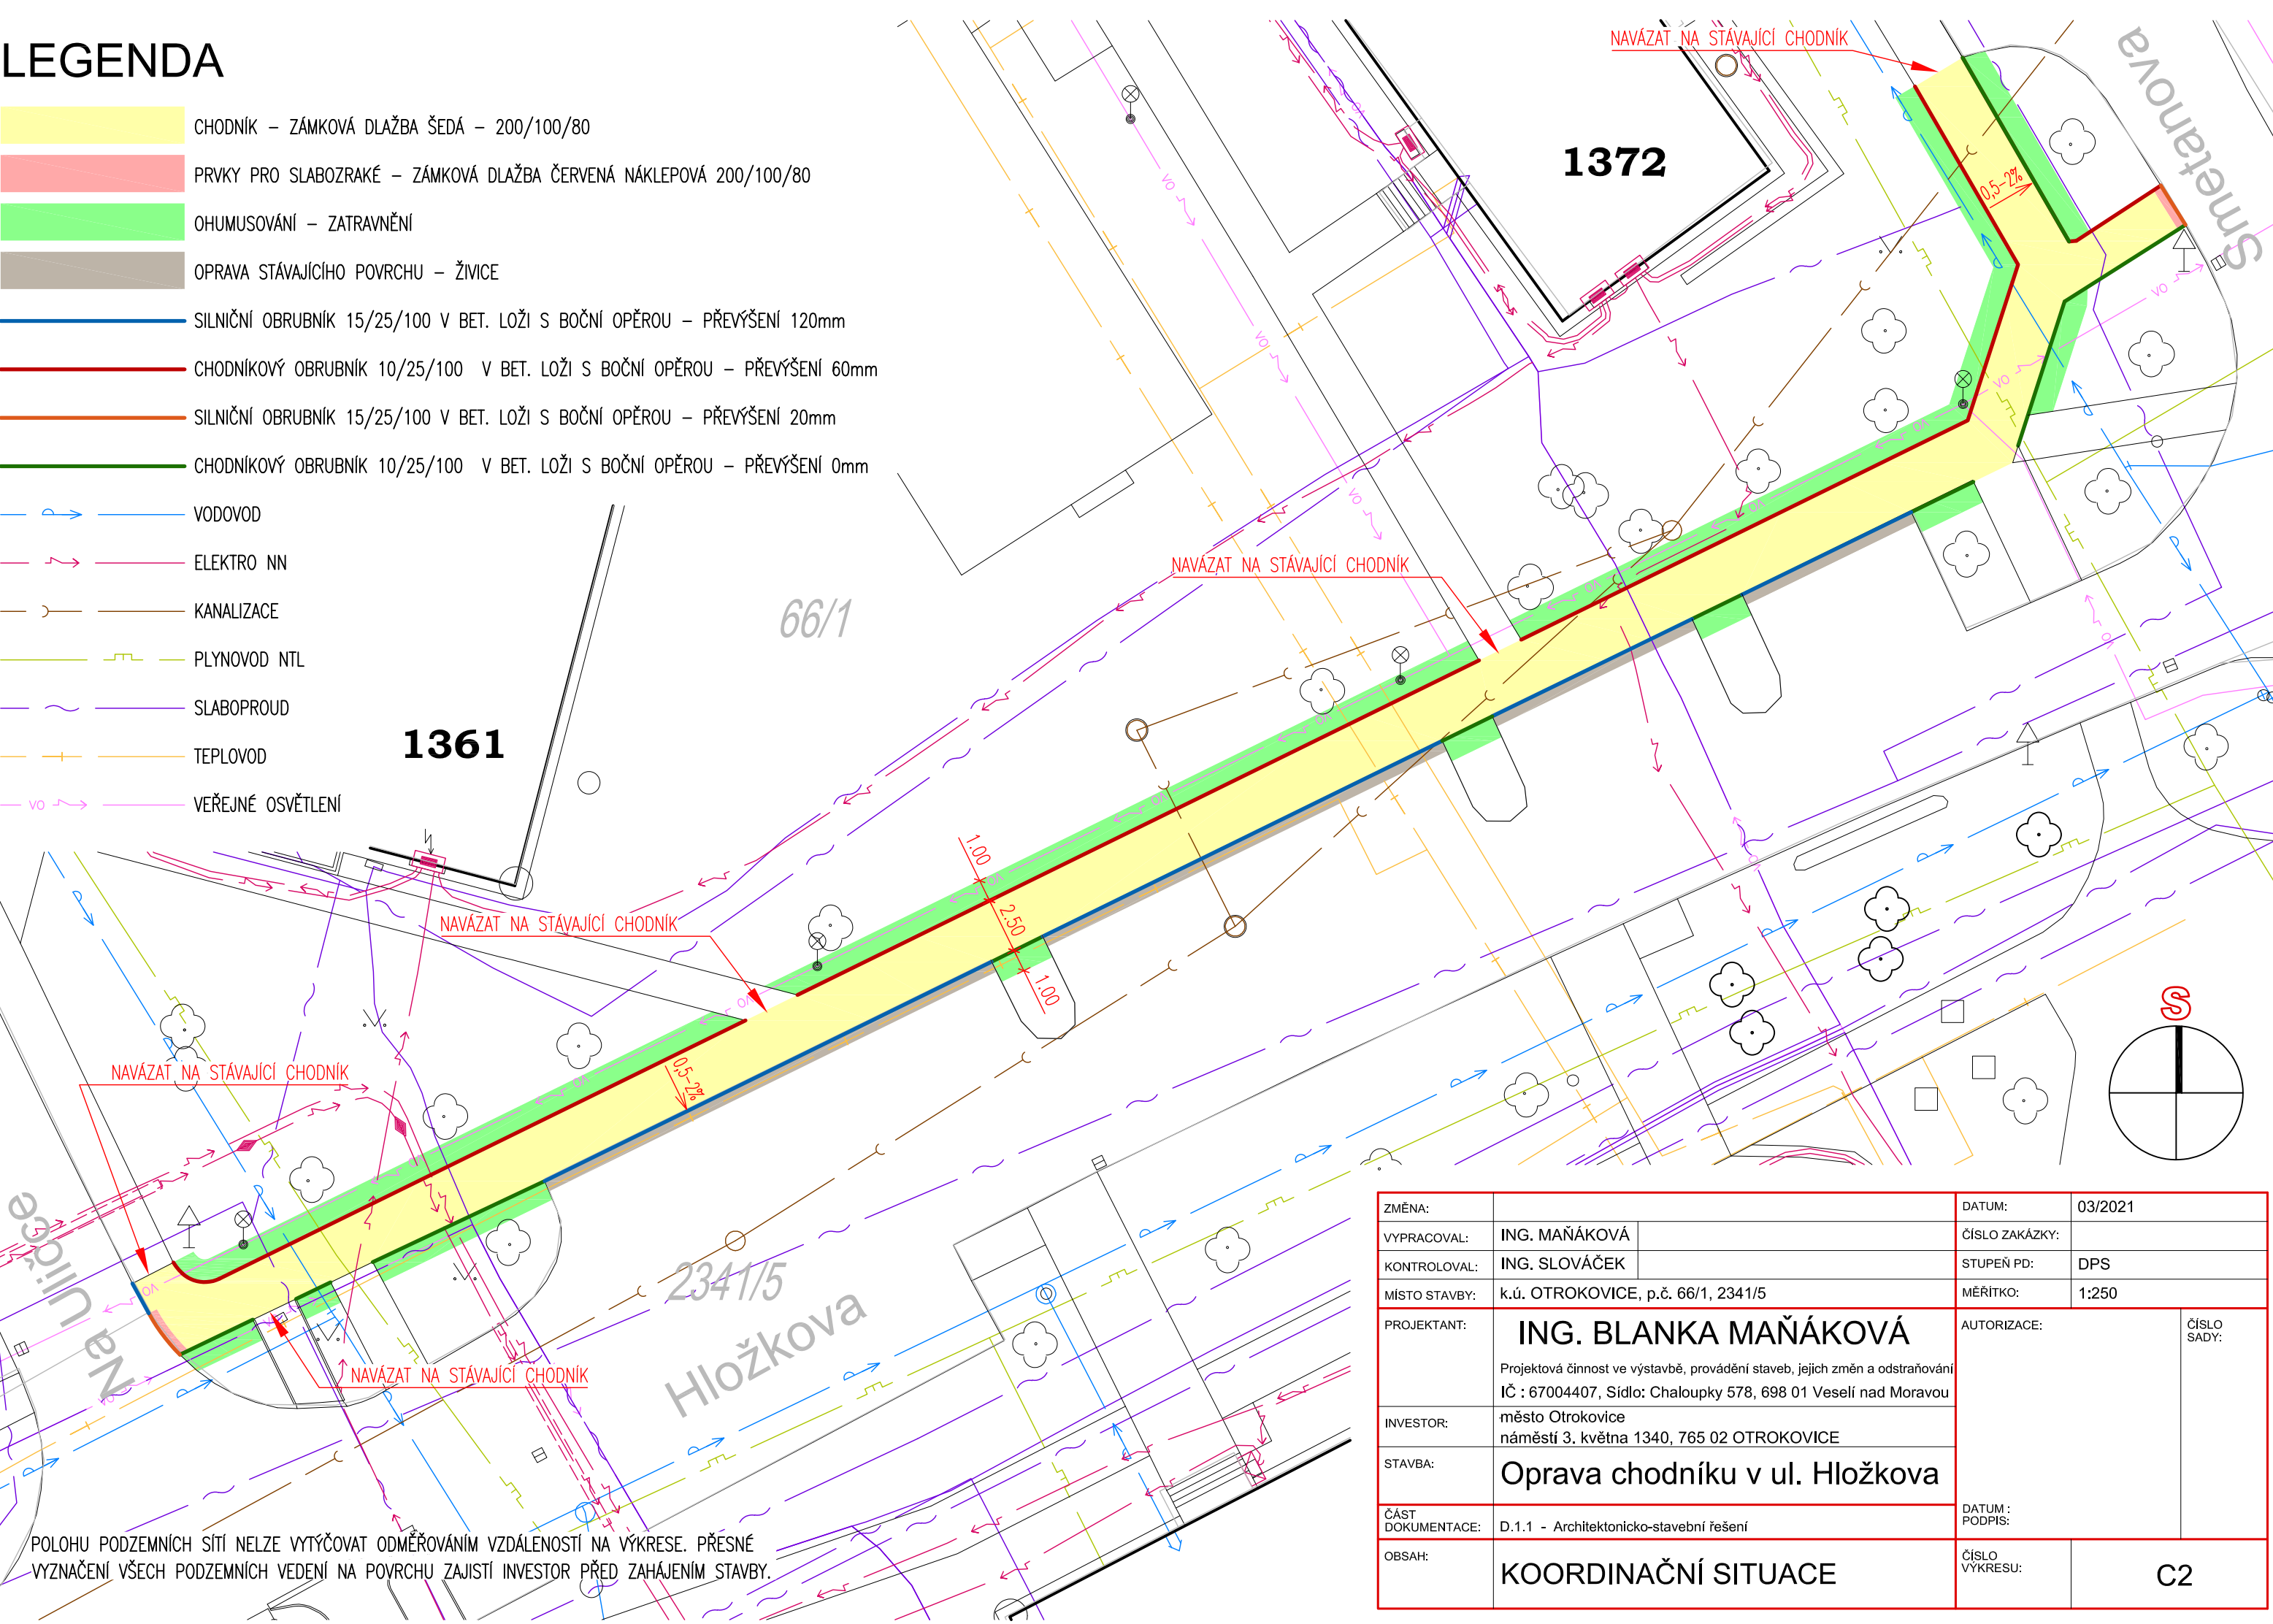 LEGENDA
CHODNÍK – ZÁMKOVÁ DLAŽBA ŠEDÁ – 200/100/80
PRVKY PRO SLABOZRAKÉ – ZÁMKOVÁ DLAŽBA ČERVENÁ NÁKLEPOVÁ 200/100/80
OHUMUSOVÁNÍ – ZATRAVNĚNÍ
OPRAVA STÁVAJÍCÍHO POVRCHU – ŽIVICE
SILNIČNÍ OBRUBNÍK 15/25/100 V BET. LOŽI S BOČNÍ OPĚROU – PŘEVÝŠENÍ 120mm
CHODNÍKOVÝ OBRUBNÍK 10/25/100 V BET. LOŽI S BOČNÍ OPĚROU – PŘEVÝŠENÍ 60mm
SILNIČNÍ OBRUBNÍK 15/25/100 V BET. LOŽI S BOČNÍ OPĚROU – PŘEVÝŠENÍ 20mm
CHODNÍKOVÝ OBRUBNÍK 10/25/100 V BET. LOŽI S BOČNÍ OPĚROU – PŘEVÝŠENÍ 0mm
VODOVOD
ELEKTRO NN
KANALIZACE
PLYNOVOD NTL
SLABOPROUD
TEPLOVOD
VO VEŘEJNÉ OSVĚTLENÍ
NAVÁZAT NA STÁVAJÍCÍ CHODNÍK
Smetanova
1372
0,5-2%
NAVÁZAT NA STÁVAJÍCÍ CHODNÍK
66/1
1361
1.00
2.50
1.00
NAVÁZAT NA STÁVAJÍCÍ CHODNÍK
0,5-2%
NAVÁZAT NA STÁVAJÍCÍ CHODNÍK
Na Uličce
NAVÁZAT NA STÁVAJÍCÍ CHODNÍK
2341/5
Hložkova
S
POLOHU PODZEMNÍCH SÍTÍ NELZE VYTÝČOVAT ODMĚŘOVÁNÍM VZDÁLENOSTÍ NA VÝKRESE. PŘESNÉ
VYZNAČENÍ VŠECH PODZEMNÍCH VEDENÍ NA POVRCHU ZAJISTÍ INVESTOR PŘED ZAHÁJENÍM STAVBY.
ZMĚNA:
DATUM: 03/2021
VYPRACOVAL: ING. MAŇÁKOVÁ
ČÍSLO ZAKÁZKY:
KONTROLOVAL: ING. SLOVÁČEK
STUPEŇ PD: DPS
MÍSTO STAVBY: k.ú. OTROKOVICE, p.č. 66/1, 2341/5
MĚŘÍTKO: 1:250
PROJEKTANT: ING. BLANKA MAŇÁKOVÁ
Projektová činnost ve výstavbě, provádění staveb, jejich změn a odstraňování
IČ : 67004407, Sídlo: Chaloupky 578, 698 01 Veselí nad Moravou
AUTORIZACE:
ČÍSLO
SADY:
INVESTOR: město Otrokovice
náměstí 3. května 1340, 765 02 OTROKOVICE
STAVBA: Oprava chodníku v ul. Hložkova
DATUM :
PODPIS:
ČÁST
DOKUMENTACE: D.1.1 - Architektonicko-stavební řešení
OBSAH: KOORDINAČNÍ SITUACE
ČÍSLO
VÝKRESU: C2